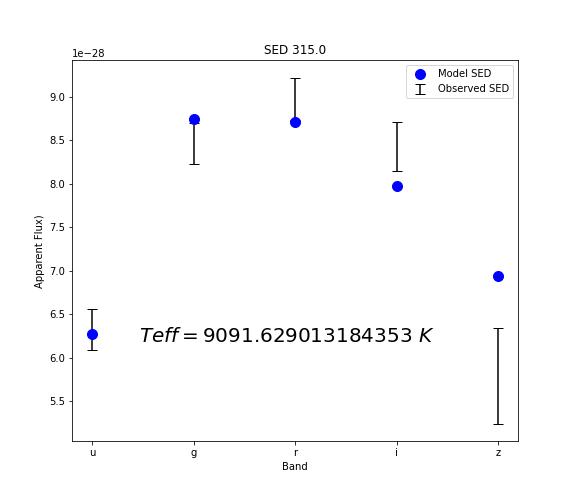 SED 315.0
1e−28
Model SED
Observed SED
9.0
8.5
8.0
7.5
7.0
6.5
6.0
5.5
Apparent Flux)
Teff = 9091.629013184353 K
u g r i z
Band